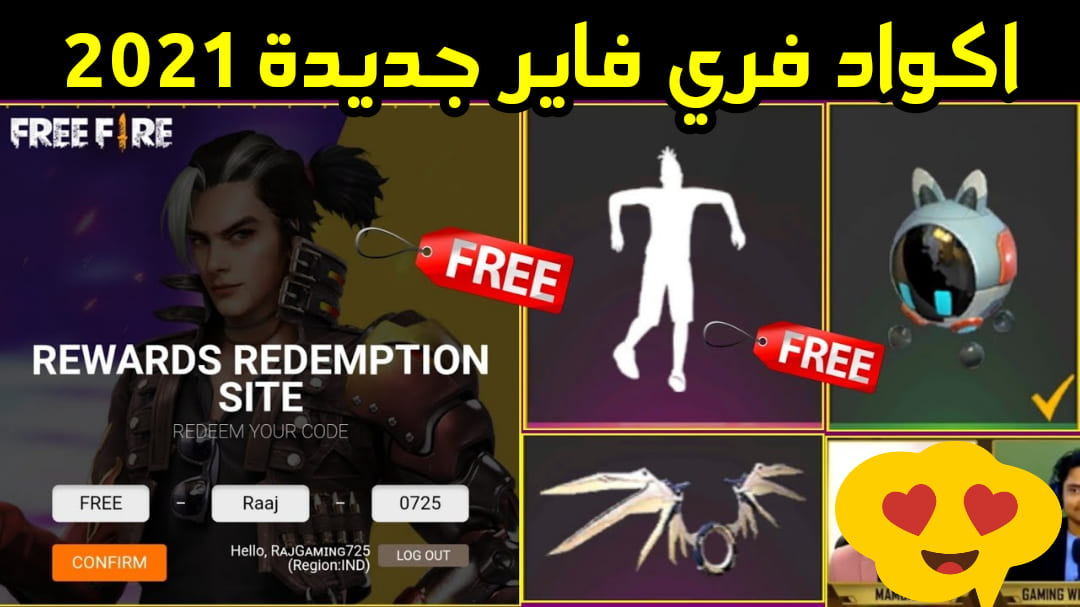 اكواد فري فاير جديدة 2021
FREE FIRE
FREE
FREE
REWARDS REDEMPTION
SITE
REDEEM YOUR CODE
FREE - Raaj - 0725
CONFIRM
Hello, RAJGAMING725
(Region:IND)
LOG OUT
GAMING